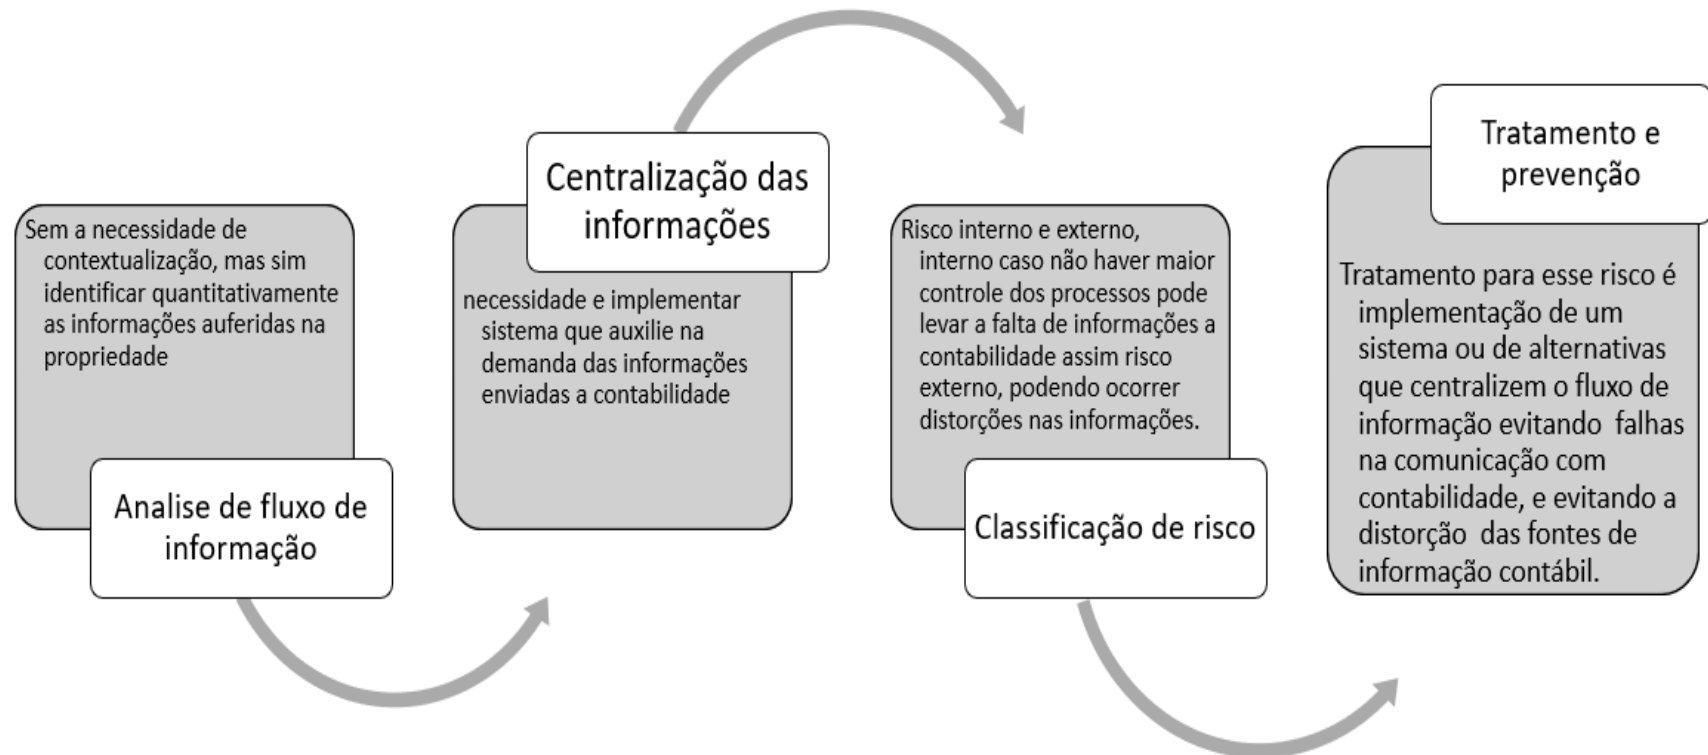 Sem a necessidade de
contextualização, mas sim
identificar quantitativamente
as informações auferidas na
propriedade
Analise de fluxo de
informação
Centralização das
informações
necessidade e implementar
sistema que auxilie na
demanda das informações
enviadas a contabilidade
Risco interno e externo,
interno caso não haver maior
controle dos processos pode
levar a falta de informações a
contabilidade assim risco
externo, podendo ocorrer
distorções nas informações.
Classificação de risco
Tratamento e
prevenção
Tratamento para esse risco é
implementação de um
sistema ou de alternativas
que centralizem o fluxo de
informação evitando falhas
na comunicação com
contabilidade, e evitando a
distorção das fontes de
informação contábil.